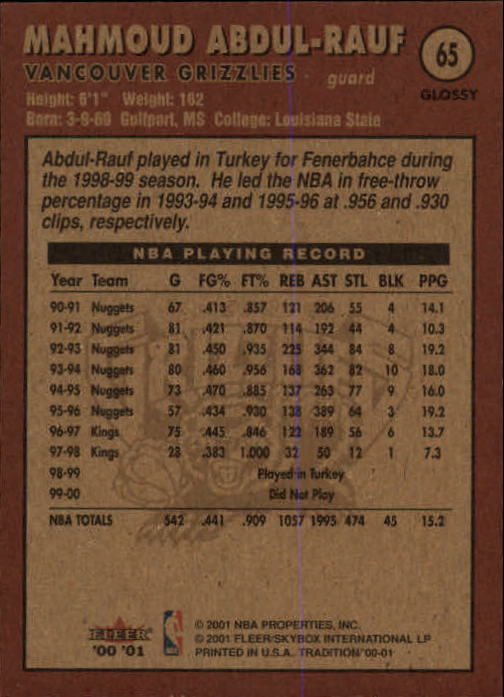 MAHMOUD ABDUL-RAUF
65
VANCOUVER GRIZZLIES guard
GLOSSY
Height: 6'1" Weight: 162
Born: 3-9-69 Gulfport, MS College: Louisiana State
Abdul-Rauf played in Turkey for Fenerbahce during
the 1998-99 season. He led the NBA in free-throw
percentage in 1993-94 and 1995-96 at .956 and .930
clips, respectively.
NBA PLAYING RECORD
Year Team G FG% FT% REB AST STL BLK PPG
90-91 Nuggets 67 .413 .857 121 206 55 4 14.1
91-92 Nuggets 81 .421 .870 114 192 44 4 10.3
92-93 Nuggets 81 .450 .935 225 344 84 8 19.2
93-94 Nuggets 80 .460 .956 168 362 82 10 18.0
94-95 Nuggets 73 .470 .885 137 263 77 9 16.0
95-96 Nuggets 57 .434 .930 138 389 64 3 19.2
96-97 Kings 75 .445 .846 122 189 56 6 13.7
97-98 Kings 28 .383 1.000 32 50 12 1 7.3
98-99 Played in Turkey
99-00 Did Not Play
NBA TOTALS 542 .441 .909 1057 1995 474 45 15.2
FLEER
'00 '01
© 2001 NBA PROPERTIES, INC.
© 2001 FLEER/SKYBOX INTERNATIONAL LP
PRINTED IN U.S.A. TRADITION '00-01